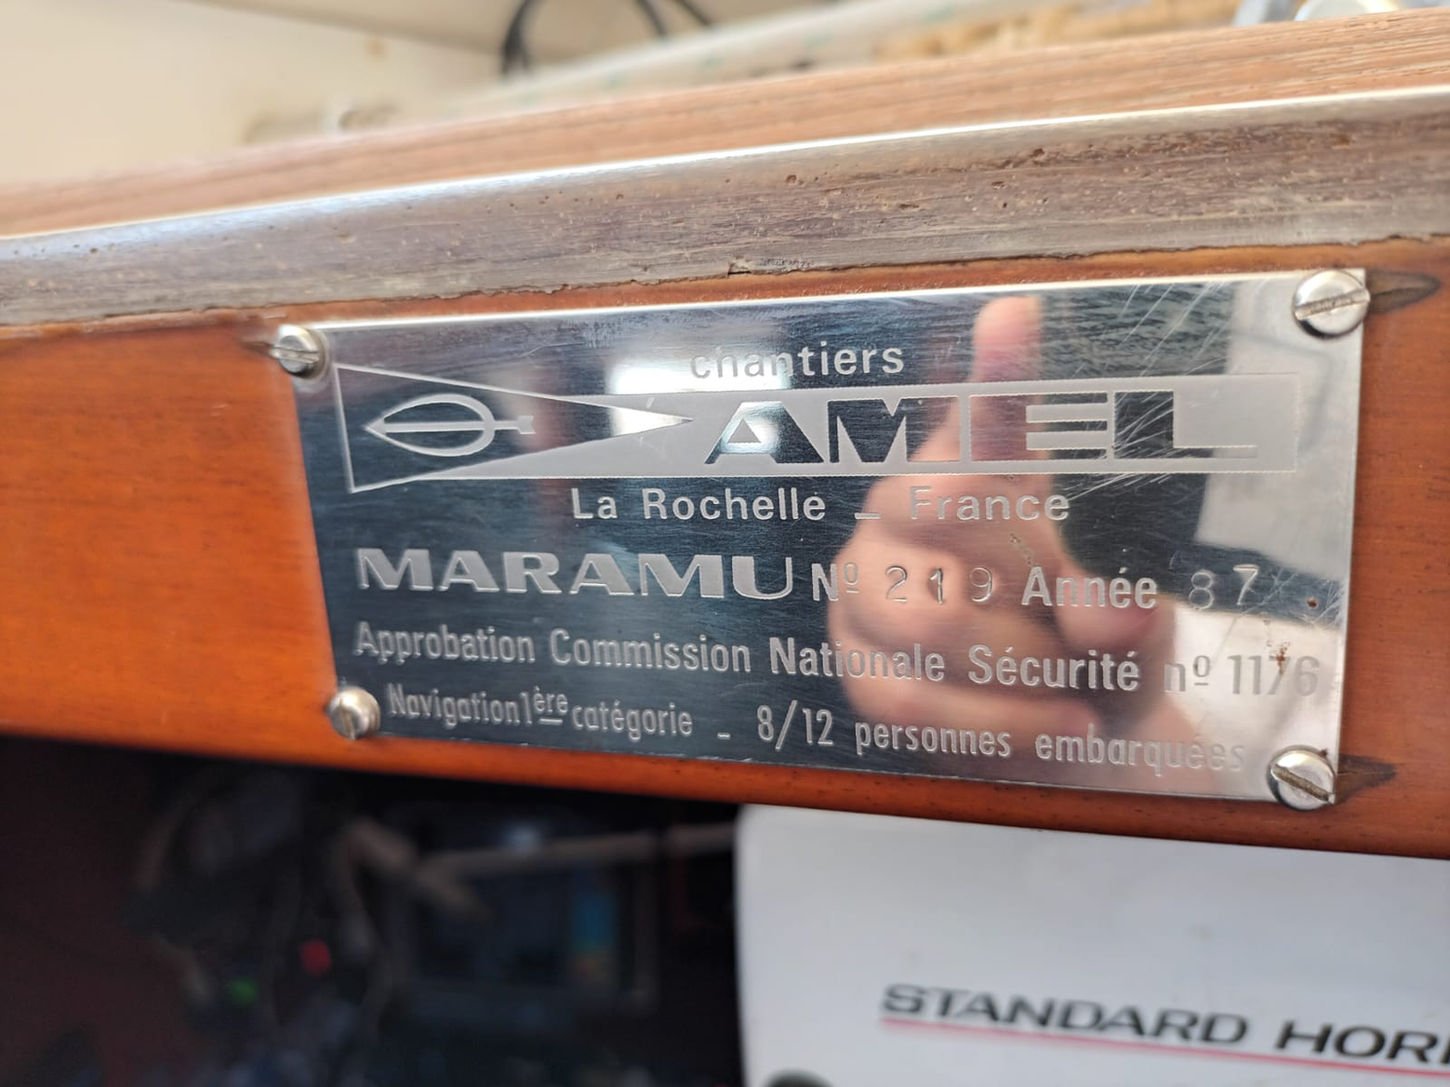 chantiers
AMEL
La Rochelle _ France
MARAMU Nº 219 Année 87
Approbation Commission Nationale Sécurité nº 1176
Navigation 1ère catégorie _ 8/12 personnes embarquées
STANDARD HOR